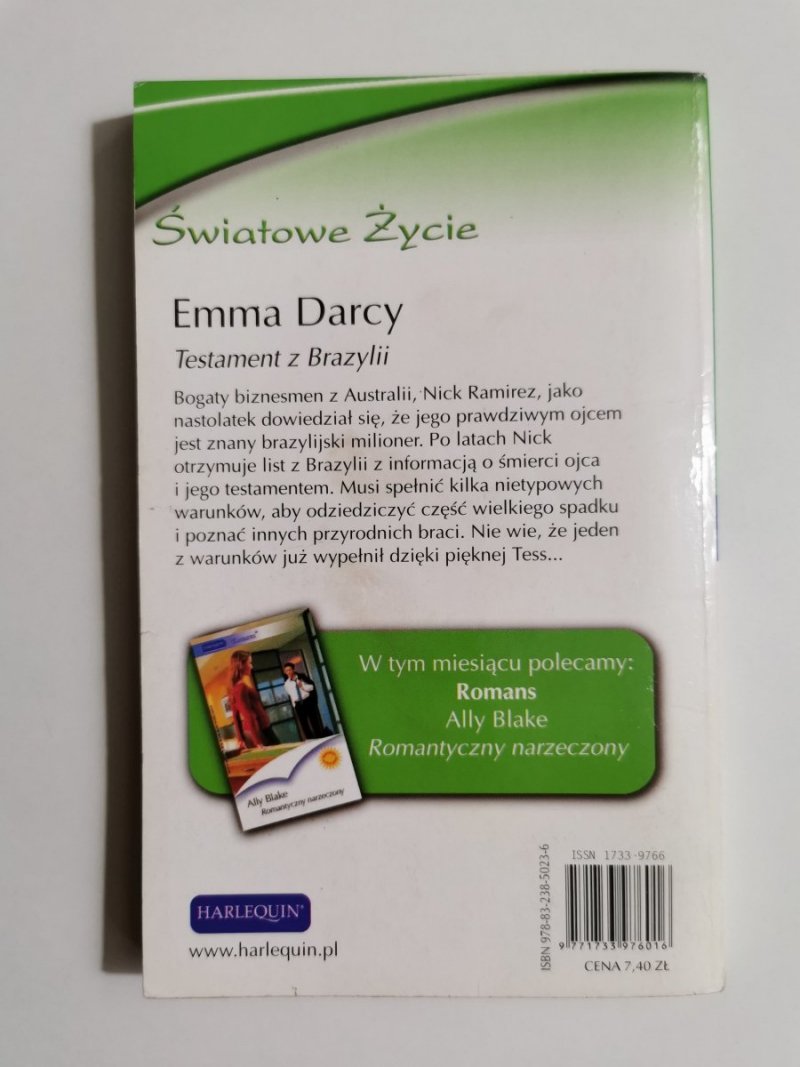 Światowe Życie
Emma Darcy
Testament z Brazylii
Bogaty biznesmen z Australii, Nick Ramirez, jako
nastolatek dowiedział się, że jego prawdziwym ojcem
jest znany brazylijski milioner. Po latach Nick
otrzymuje list z Brazylii z informacją o śmierci ojca
i jego testamentem. Musi spełnić kilka nietypowych
warunków, aby odziedziczyć część wielkiego spadku
i poznać innych przyrodnich braci. Nie wie, że jeden
z warunków już wypełnił dzięki pięknej Tess...
W tym miesiącu polecamy:
Romans
Ally Blake
Romantyczny narzeczony
Ally Blake
Romantyczny narzeczony
HARLEQUIN®
www.harlequin.pl
ISBN 978-83-238-5023-6
ISSN 1733-9766
9 771733 976016
CENA 7,40 ZŁ